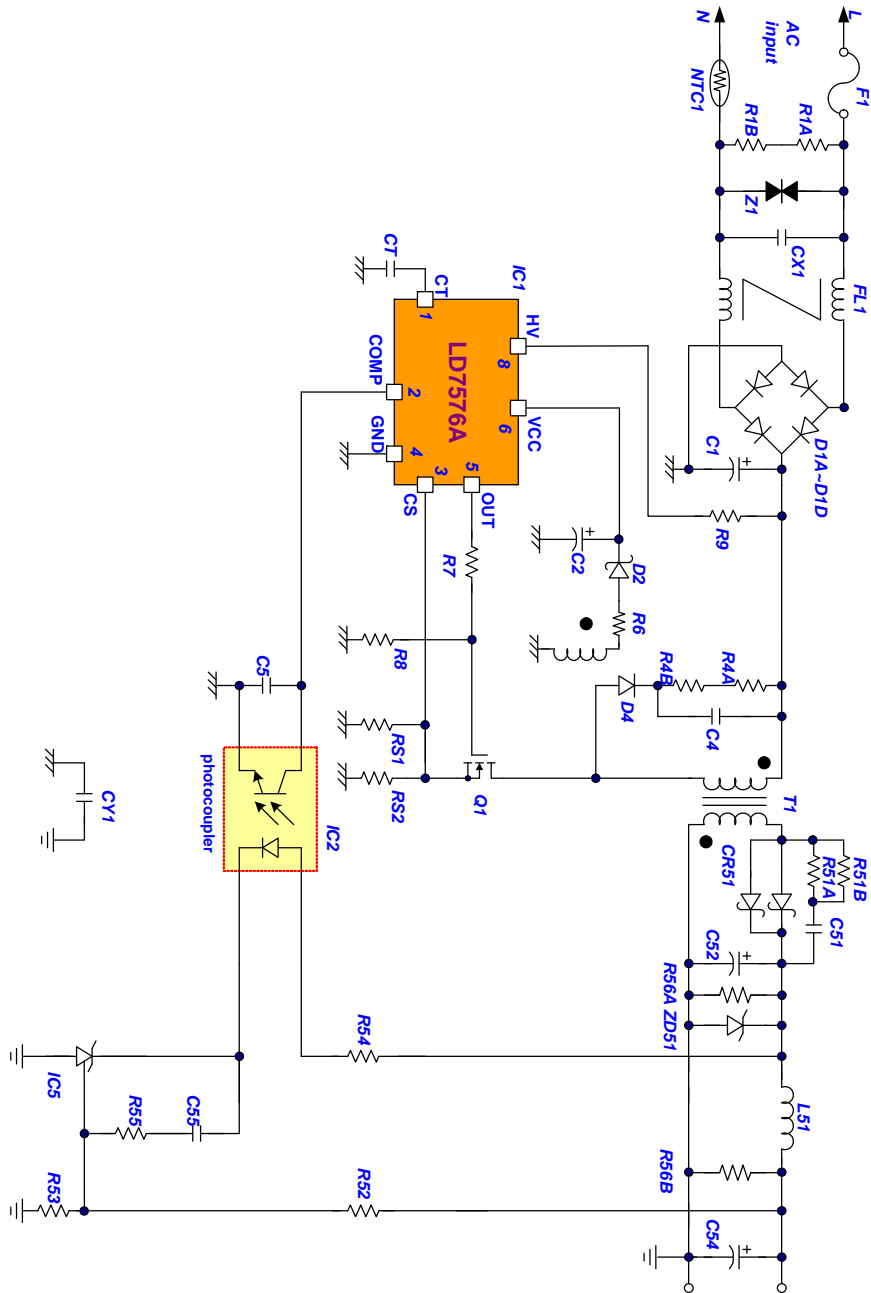 AC
input
L
N
F1
NTC1
R1A
R1B
Z1
CX1
FL1
D1A~D1D
C1
+
R9
R4A
R4B
C4
D4
T1
R51B
R51A
C51
CR51
C52
+
R56A
ZD51
L51
R56B
C54
+
IC1
HV
8
VCC
6
LD7576A
CT
CT
1
COMP
2
GND
4
CS
3
OUT
5
C2
+
D2
R6
R7
R8
Q1
RS1
RS2
C5
IC2
photocoupler
CY1
R54
R52
C55
R55
IC5
R53